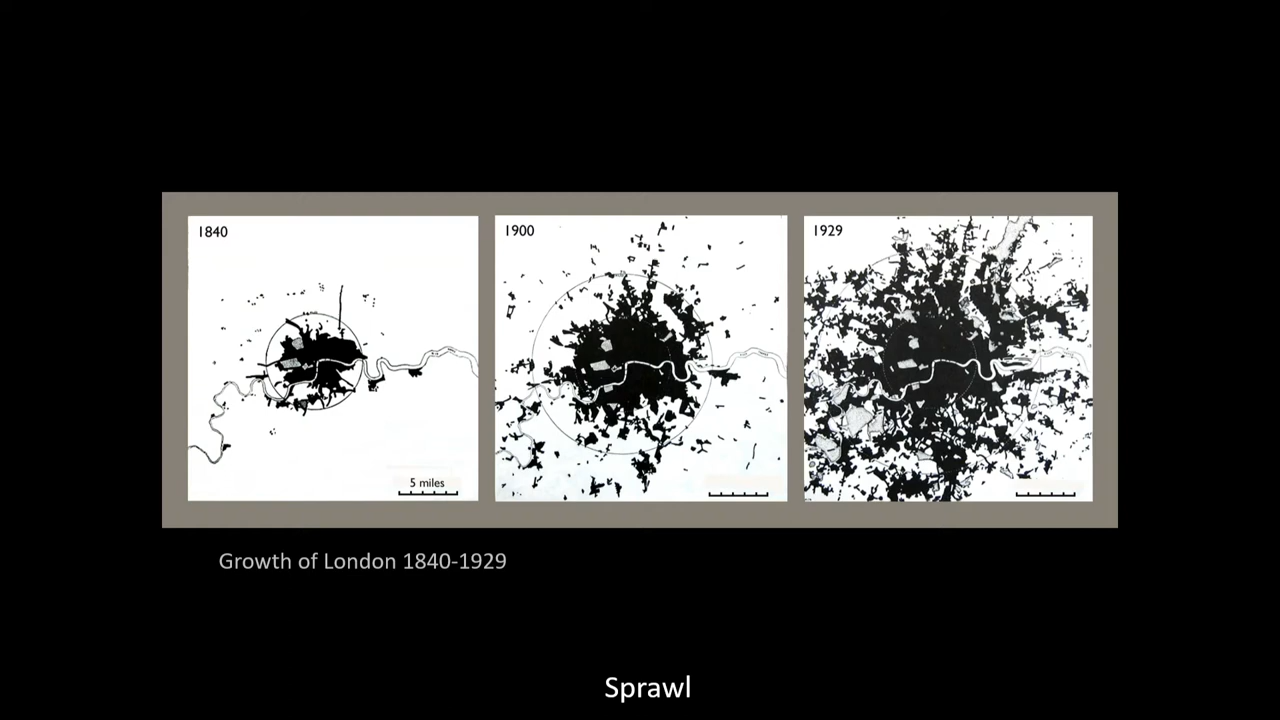 1840
1900
1929
5 miles
Growth of London 1840-1929
Sprawl